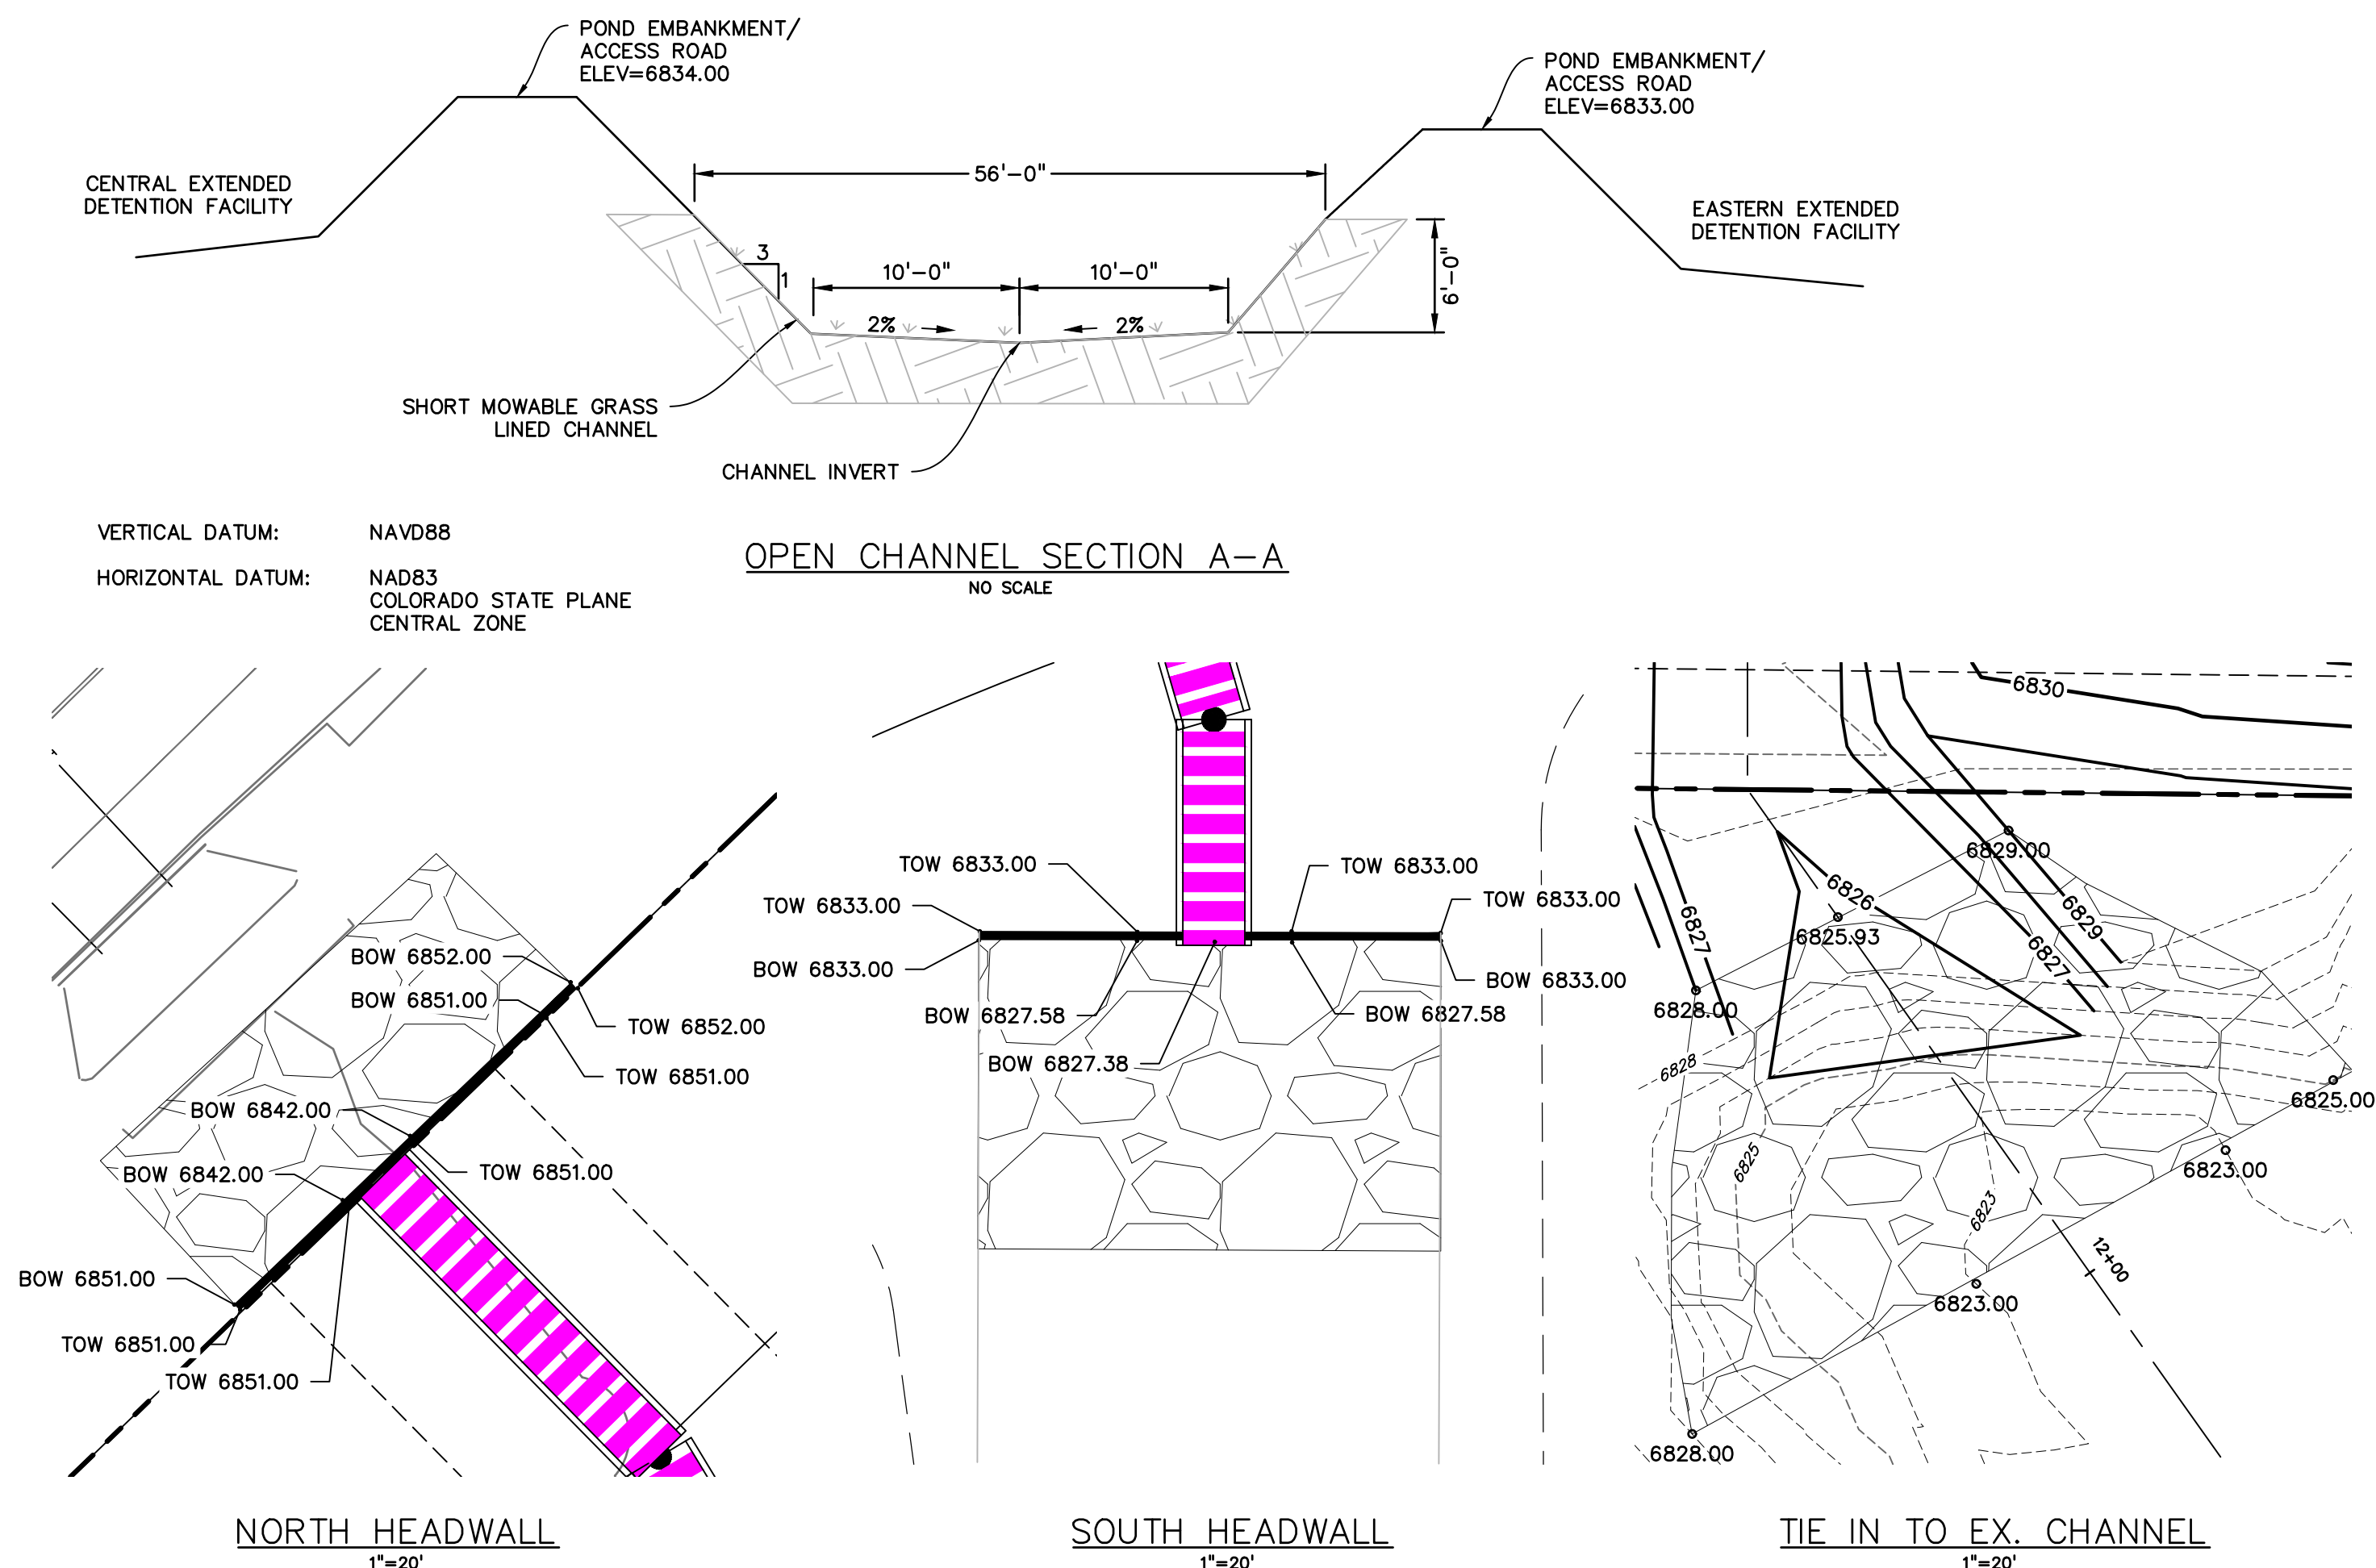 POND EMBANKMENT/
ACCESS ROAD
ELEV=6834.00
POND EMBANKMENT/
ACCESS ROAD
ELEV=6833.00
CENTRAL EXTENDED
DETENTION FACILITY
56'-0"
EASTERN EXTENDED
DETENTION FACILITY
3
1
10'-0"
10'-0"
6'-0"
2%
2%
SHORT MOWABLE GRASS
LINED CHANNEL
CHANNEL INVERT
VERTICAL DATUM: NAVD88
HORIZONTAL DATUM: NAD83
COLORADO STATE PLANE
CENTRAL ZONE
OPEN CHANNEL SECTION A-A
NO SCALE
BOW 6852.00
BOW 6851.00
TOW 6852.00
TOW 6851.00
BOW 6842.00
TOW 6851.00
BOW 6842.00
BOW 6851.00
TOW 6851.00
TOW 6851.00
NORTH HEADWALL
1"=20'
TOW 6833.00
TOW 6833.00
TOW 6833.00
TOW 6833.00
BOW 6833.00
BOW 6833.00
BOW 6827.58
BOW 6827.58
BOW 6827.38
SOUTH HEADWALL
1"=20'
6830
6829.00
6826
6827
6825.93
6829
6827
6828.00
6828
6825.00
6825
6823.00
6823
12+00
6823.00
6828.00
TIE IN TO EX. CHANNEL
1"=20'